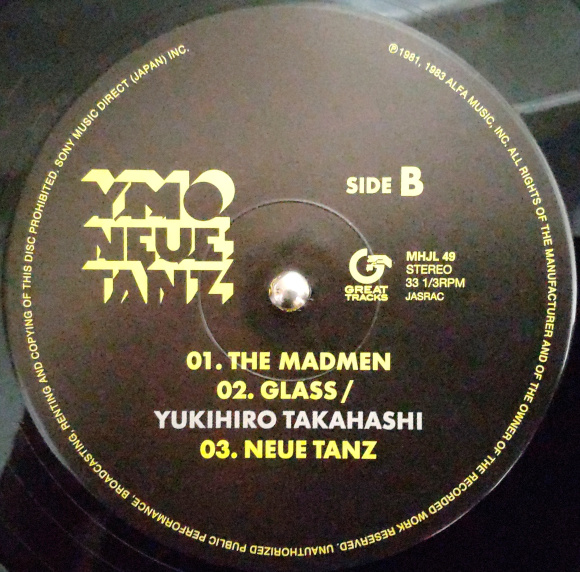 YMO
NEUE
TANZ
SIDE B
GREAT
TRACKS
MHJL 49
STEREO
33 1/3RPM
JASRAC
01. THE MADMEN
02. GLASS /
YUKIHIRO TAKAHASHI
03. NEUE TANZ
℗1981, 1983 ALFA MUSIC, INC. ALL RIGHTS OF THE MANUFACTURER AND OF THE OWNER OF THE RECORDED WORK RESERVED. UNAUTHORIZED PUBLIC PERFORMANCE, BROADCASTING, RENTING AND COPYING OF THIS DISC PROHIBITED. SONY MUSIC DIRECT (JAPAN) INC.